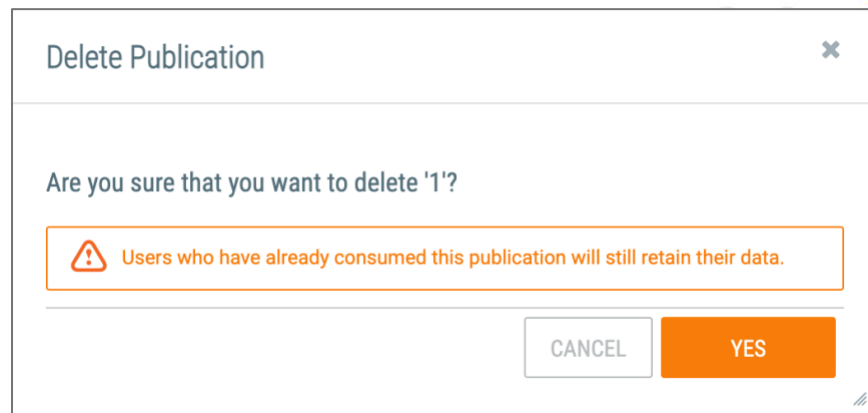 Delete Publication
Are you sure that you want to delete '1'?
Users who have already consumed this publication will still retain their data.
CANCEL
YES